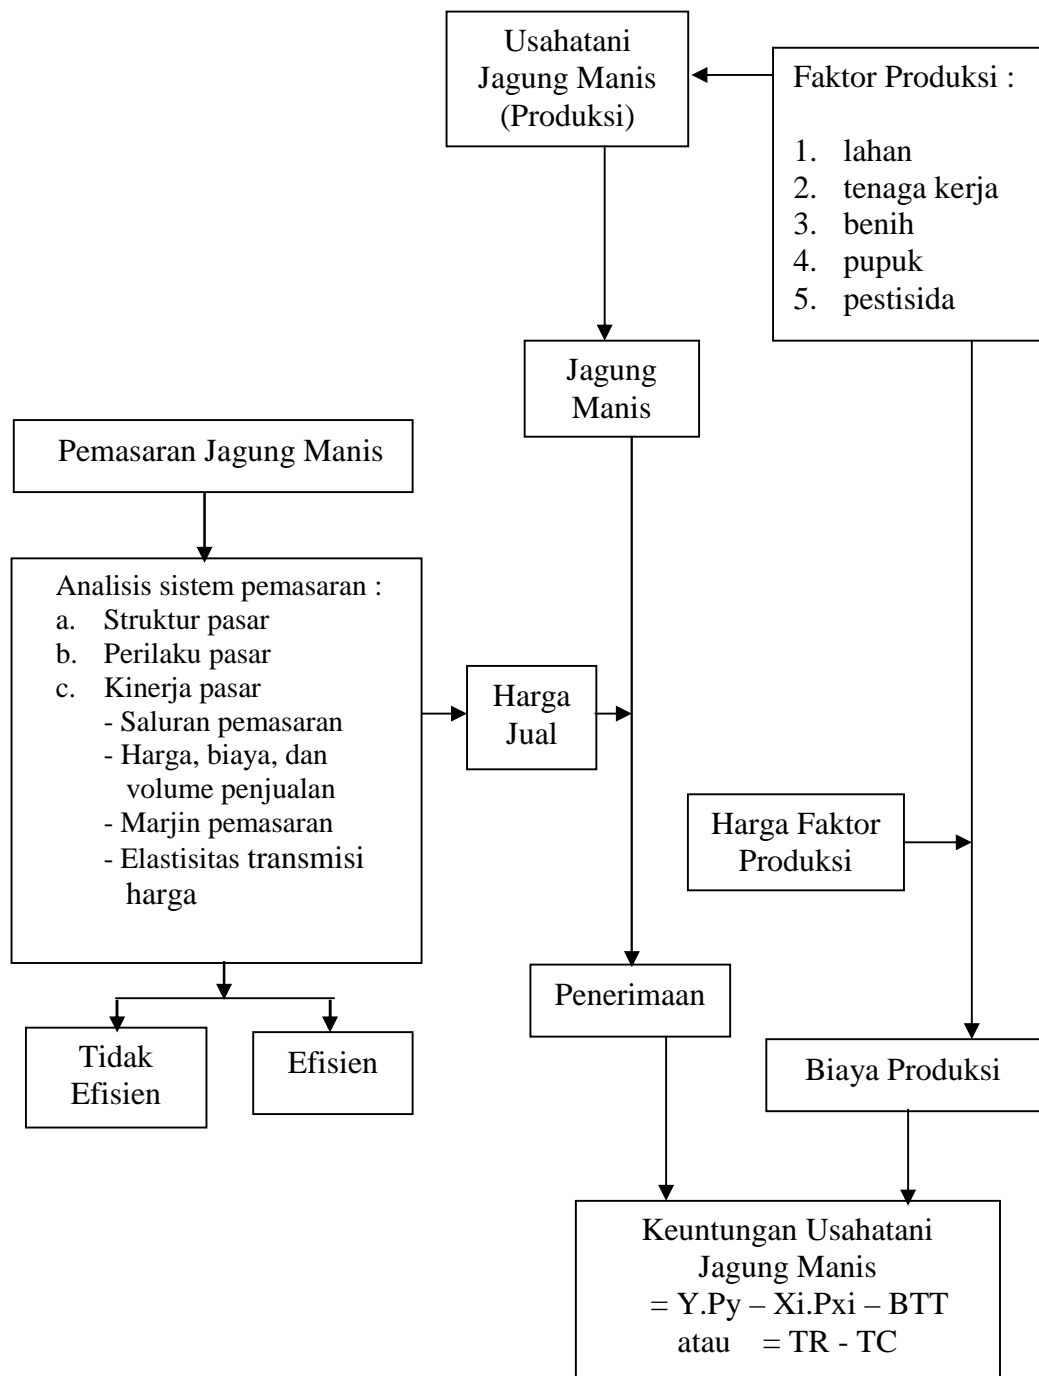 Usahatani
Jagung Manis
(Produksi)
Faktor Produksi :
1. lahan
2. tenaga kerja
3. benih
4. pupuk
5. pestisida
Jagung
Manis
Pemasaran Jagung Manis
Analisis sistem pemasaran :
a. Struktur pasar
b. Perilaku pasar
c. Kinerja pasar
- Saluran pemasaran
- Harga, biaya, dan
volume penjualan
- Marjin pemasaran
- Elastisitas transmisi
harga
Harga
Jual
Harga Faktor
Produksi
Penerimaan
Tidak
Efisien
Efisien
Biaya Produksi
Keuntungan Usahatani
Jagung Manis
= Y.Py – Xi.Pxi – BTT
atau = TR - TC